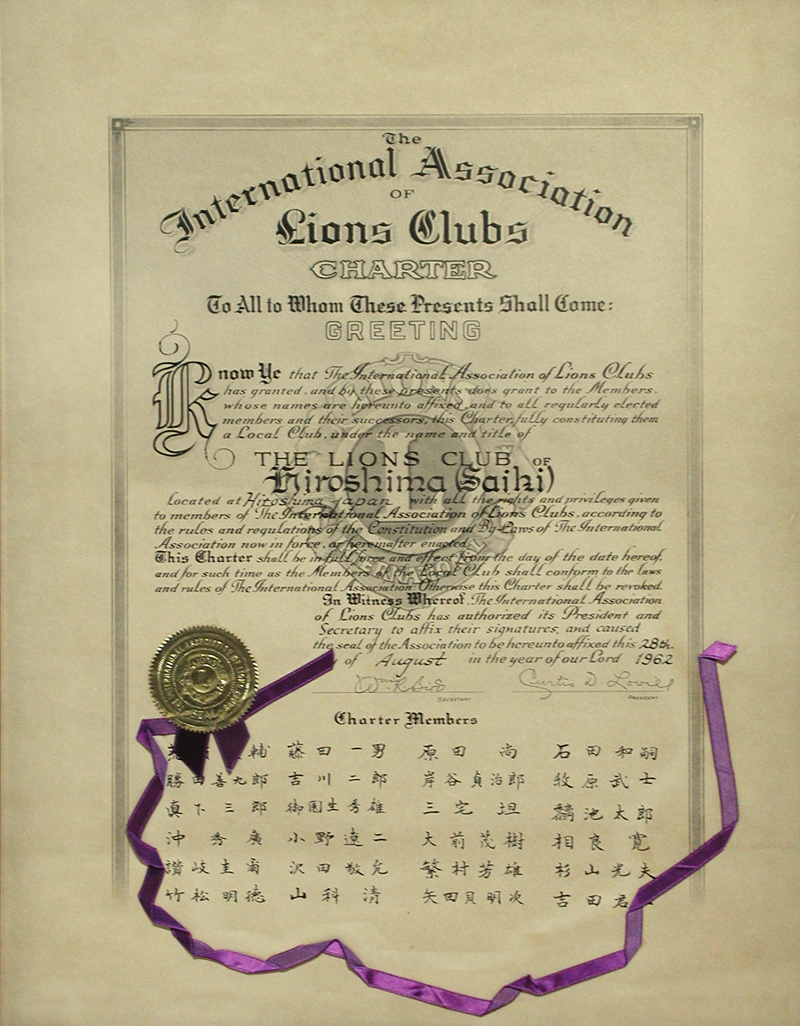 The
International Association
OF
Lions Clubs
CHARTER
To All to Whom These Presents Shall Come:
GREETING
Know Ye that The International Association of Lions Clubs
has granted, and by these presents does grant to the Members,
whose names are hereunto affixed, and to all regularly elected
members and their successors, this Charter, fully constituting them
a Local Club, under the name and title of
THE LIONS CLUB OF
Hiroshima (Saiki)
Located at Hiroshima Japan with all the rights and privileges given
to members of The International Association of Lions Clubs, according to
the rules and regulations of the Constitution and By-Laws of The International
Association now in force, or hereinafter enacted.
This Charter shall be in full force and effect from the day of the date hereof,
and for such time as the Members of the Local Club shall conform to the laws
and rules of The International Association. Otherwise this Charter shall be revoked.
In Witness Whereof, The International Association
of Lions Clubs has authorized its President and
Secretary to affix their signatures, and caused
the seal of the Association to be hereunto affixed this 28th.
of August in the year of our Lord 1962
Wm R Bird Curtis D. Lovill
SECRETARY PRESIDENT
Charter Members
輔 藤田一男 原田尚 石田和嗣
勝田善九郎 吉川二郎 岸谷貞治郎 牧原武士
真下三郎 御園生秀雄 三宅坦 池太郎
沖秀廣 小野遠二 大前茂樹 相良寛
讃岐圭爾 沢田敏允 繁村芳雄 杉山光夫
竹松明徳 山科清 矢田貝明次 吉田君